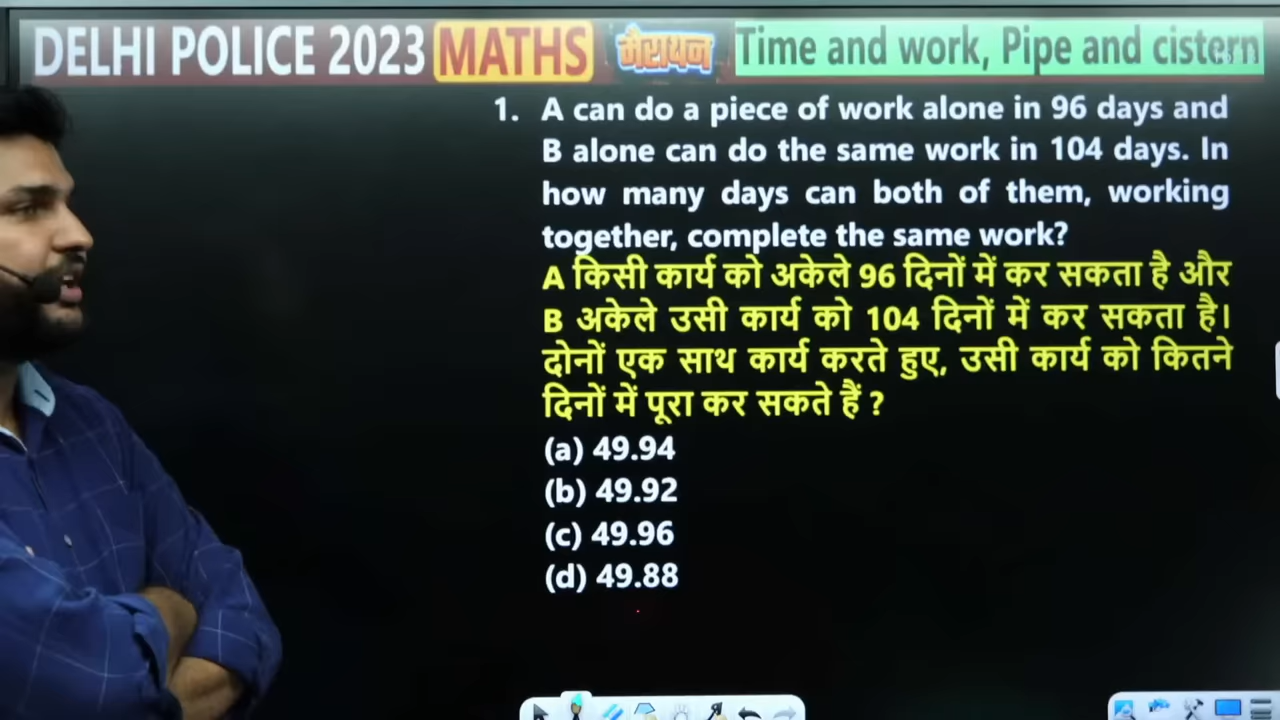 DELHI POLICE 2023 MATHS मैराथन Time and work, Pipe and cistern
1. A can do a piece of work alone in 96 days and
B alone can do the same work in 104 days. In
how many days can both of them, working
together, complete the same work?
A किसी कार्य को अकेले 96 दिनों में कर सकता है और
B अकेले उसी कार्य को 104 दिनों में कर सकता है।
दोनों एक साथ कार्य करते हुए, उसी कार्य को कितने
दिनों में पूरा कर सकते हैं ?
(a) 49.94
(b) 49.92
(c) 49.96
(d) 49.88